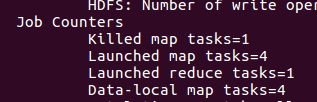 HDFS: Number of write oper
Job Counters
Killed map tasks=1
Launched map tasks=4
Launched reduce tasks=1
Data-local map tasks=4